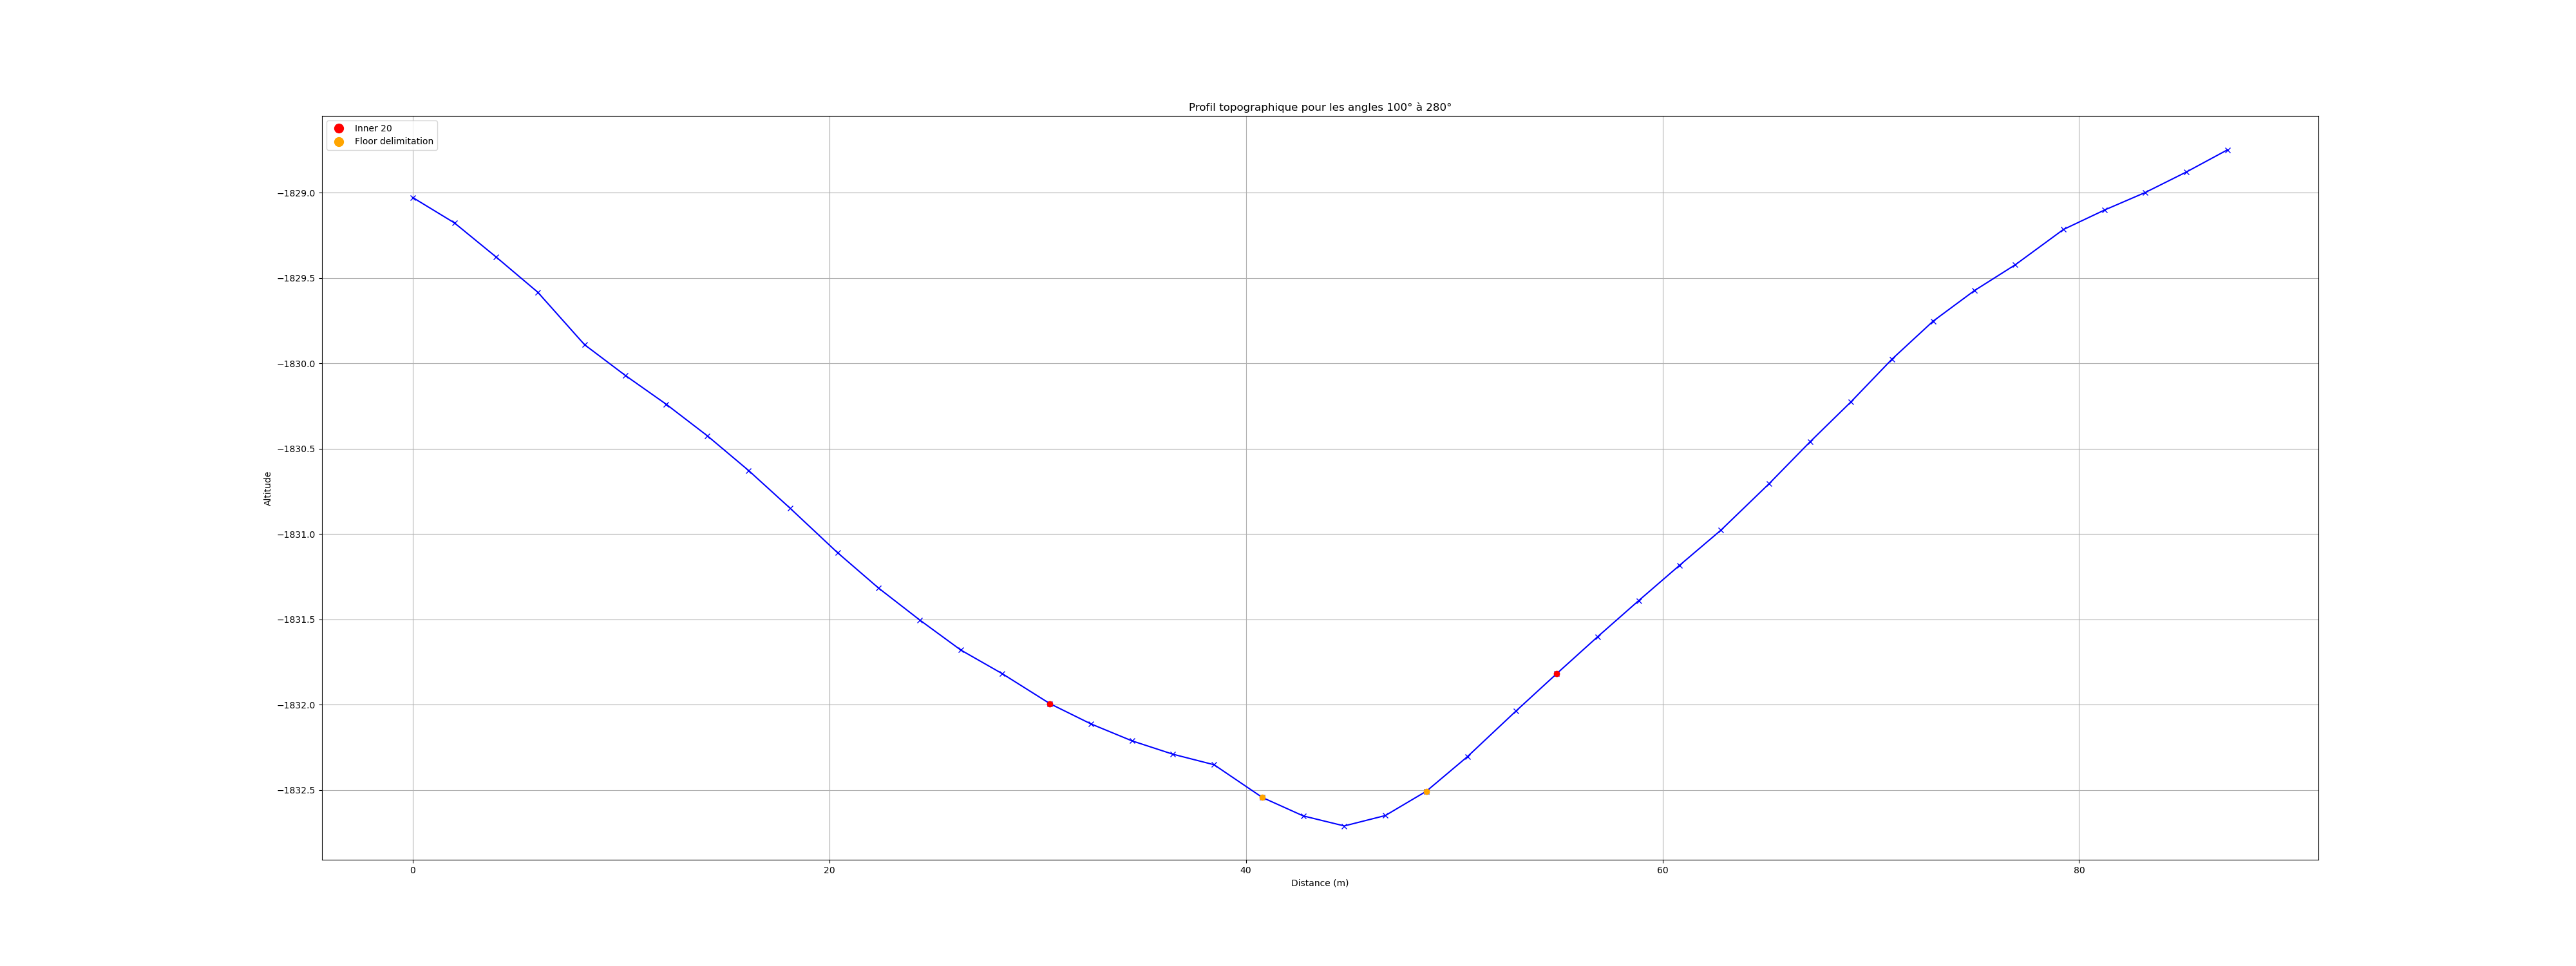 Profil topographique pour les angles 100° à 280°
Inner 20
Floor delimitation
−1829.0
−1829.5
−1830.0
−1830.5
−1831.0
−1831.5
−1832.0
−1832.5
Altitude
0
20
40
60
80
Distance (m)